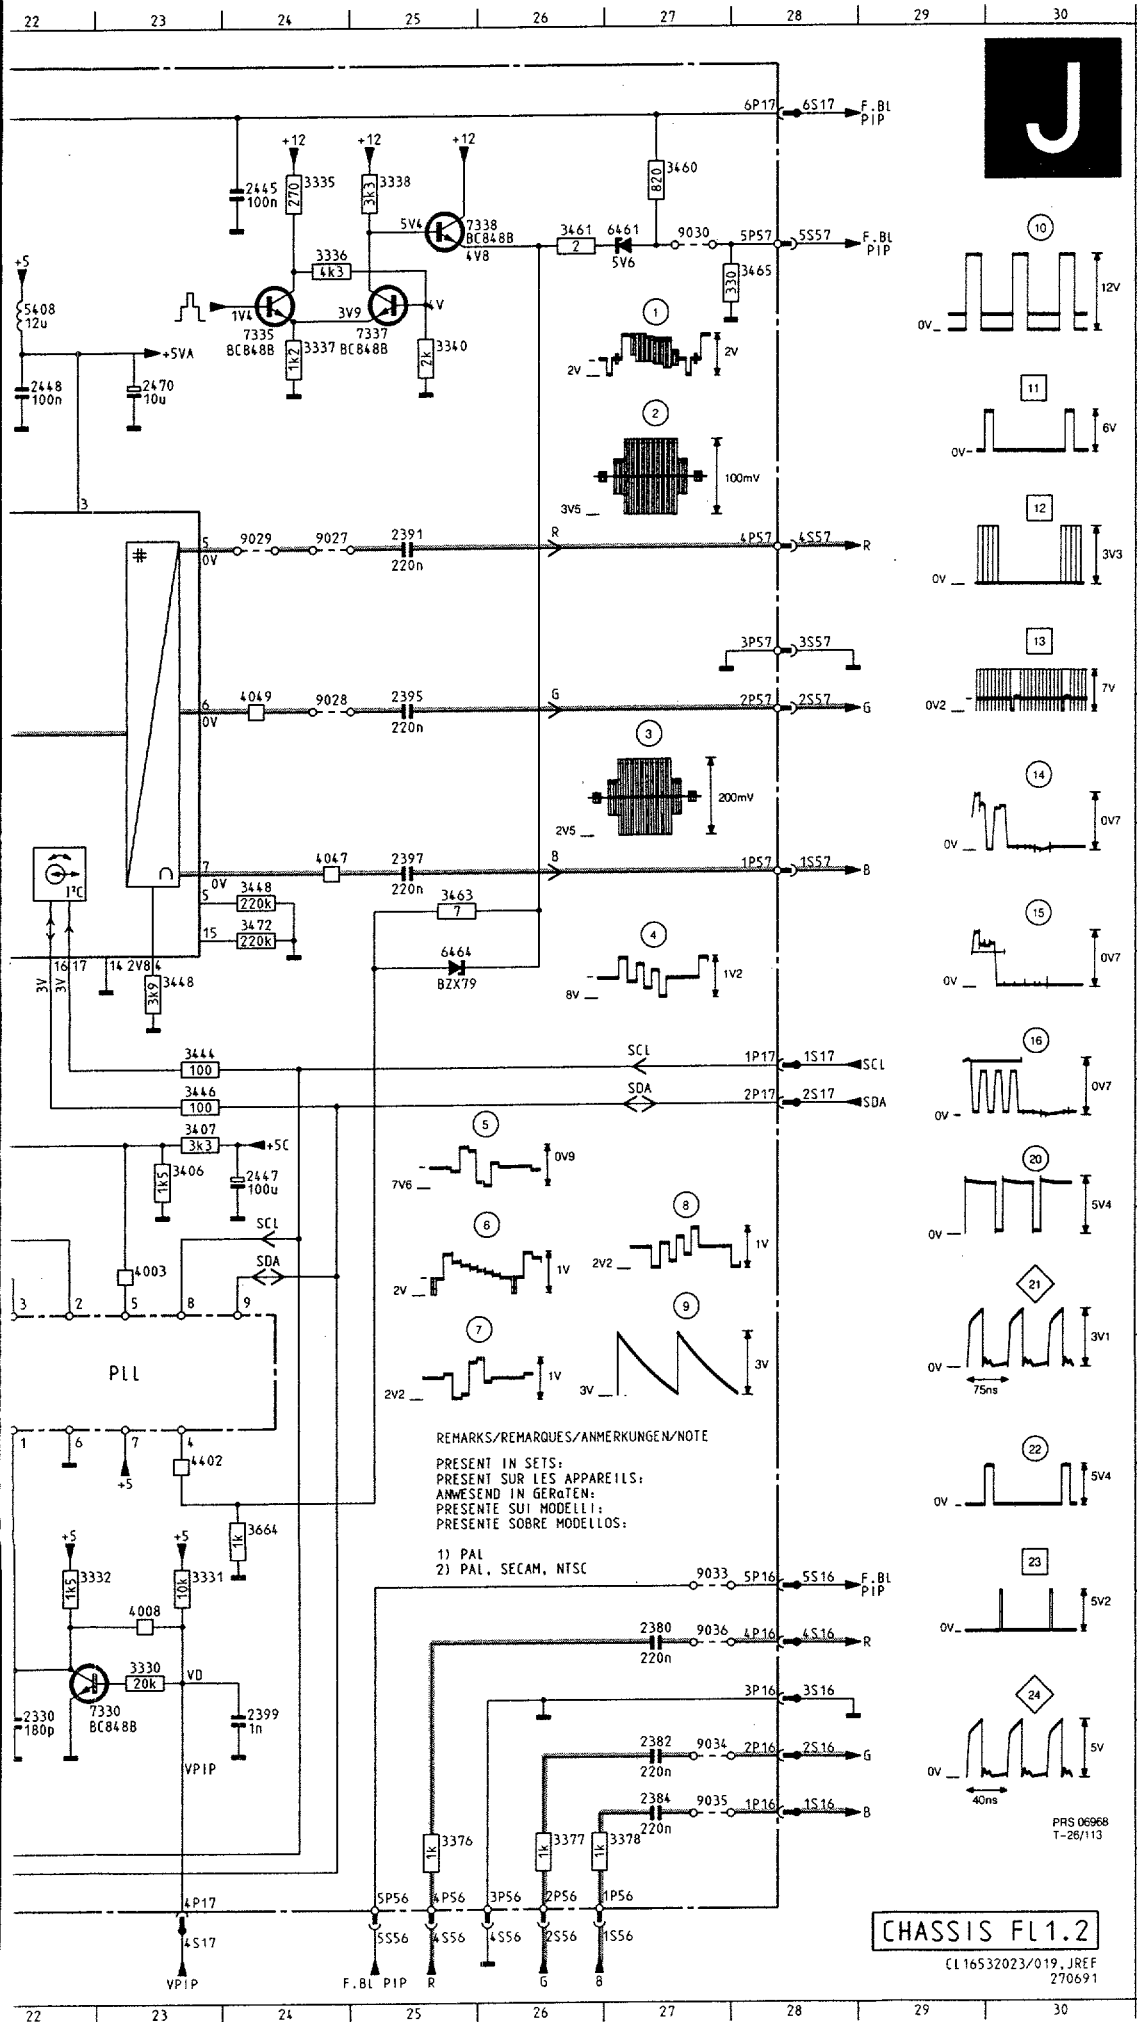 22 23 24 25 26 27 28 29 30
J
6P17 6S17 F.BL
PIP
+12 +12 +12
3335 270
3338 3k3
2445
100n
3460 820
5V4 7338
BC848B
4V8
3461 2
6461
5V6
9030 5P57 5S57 F.BL
PIP
3336
4k3
330 3465
+5
5408
12u
1V4 3V9 4V
7335
BC848B
7337
BC848B
3337 1k2
3340 2k
+5VA
2448
100n
2470
10u
1
2V 2V
2
100mV
3V5
10
12V
0V
11
6V
0V
12
3V3
0V
13
7V
0V2
14
0V7
0V
15
0V7
0V
16
0V7
0V
20
5V4
0V
21
3V1
0V
75ns
22
5V4
0V
23
5V2
0V
24
5V
0V
40ns
3
#
5
0V
9029 9027 2391
220n
R
4P57 4S57 R
3P57 3S57
6
0V
4049 9028 2395
220n
G
2P57 2S57 G
3
200mV
2V5
7
0V
4047 2397
220n
B
1P57 1S57 B
I²C
5 3448
220k
15 3472
220k
3463
7
6464
BZX79
4
1V2
8V
16 17 14 2V8 4
3V 3V
3448 3k9
3444
100
SCL 1P17 1S17 SCL
3446
100
SDA 2P17 2S17 SDA
3407
3k3
+5C
3406 1k5
2447
100u
5
0V9
7V6
6
1V
2V
7
1V
2V2
8
1V
2V2
9
3V
3V
SCL
SDA
4003
3 2 5 8 9
PLL
1 6 7 4
+5
4402
3664 1k
REMARKS/REMARQUES/ANMERKUNGEN/NOTE
PRESENT IN SETS:
PRESENT SUR LES APPAREILS:
ANWESEND IN GERaTEN:
PRESENTE SUI MODELLI:
PRESENTE SOBRE MODELLOS:
1) PAL
2) PAL, SECAM, NTSC
+5 +5
3332 1k5
3331 10k
4008
3330
20k
VD
7330
BC848B
2330
180p
2399
1n
VPIP
9033 5P16 5S16 F.BL
PIP
2380
220n
9036 4P16 4S16 R
3P16 3S16
2382
220n
9034 2P16 2S16 G
2384
220n
9035 1P16 1S16 B
3376 1k
3377 1k
3378 1k
4P17 5P56 4P56 3P56 2P56 1P56
4S17 5S56 4S56 4S56 2S56 1S56
VPIP F.BL PIP R G B
PRS 06968
T-26/113
CHASSIS FL1.2
CL16532023/019,JREF
270691
22 23 24 25 26 27 28 29 30